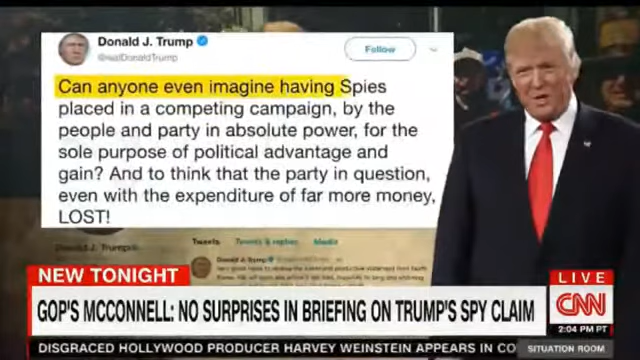 Donald J. Trump
@realDonaldTrump
Follow
Can anyone even imagine having Spies
placed in a competing campaign, by the
people and party in absolute power, for the
sole purpose of political advantage and
gain? And to think that the party in question,
even with the expenditure of far more money,
LOST!
Donald J. Trump
Tweets Tweets & replies Media
Donald J. Trump
NEW TONIGHT
LIVE
GOP'S MCCONNELL: NO SURPRISES IN BRIEFING ON TRUMP'S SPY CLAIM
CNN
2:04 PM PT
DISGRACED HOLLYWOOD PRODUCER HARVEY WEINSTEIN APPEARS IN CO
SITUATION ROOM